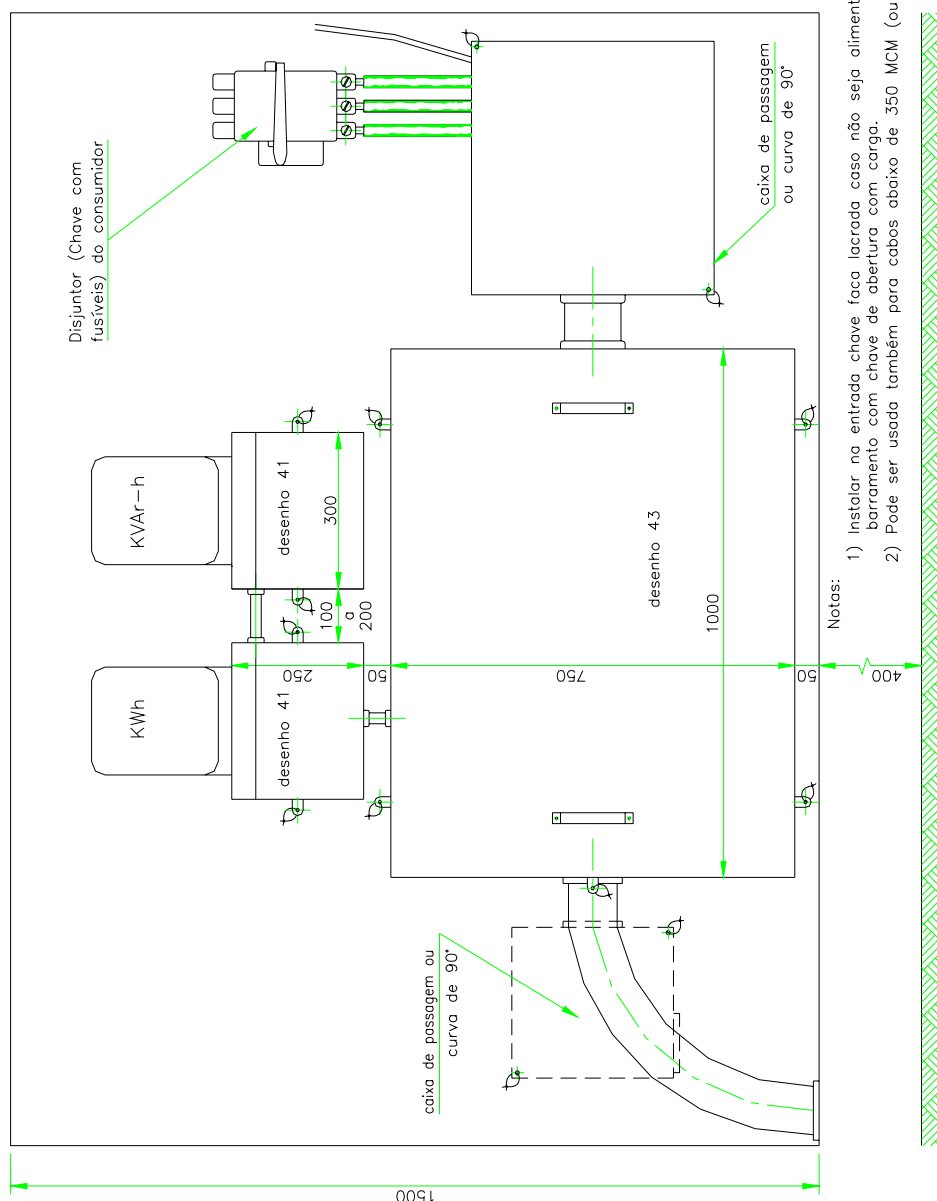 Disjuntor (Chave com
fusíveis) do consumidor
caixa de passagem
ou curva de 90°
KWh
KVAr-h
desenho 41
desenho 41
300
100
a
200
250
50
desenho 43
1000
750
50
400
1500
caixa de passagem ou
curva de 90°
Notas:
1) Instalar na entrada chave faca lacrada caso não seja aliment
barramento com chave de abertura com carga.
2) Pode ser usada também para cabos abaixo de 350 MCM (ou